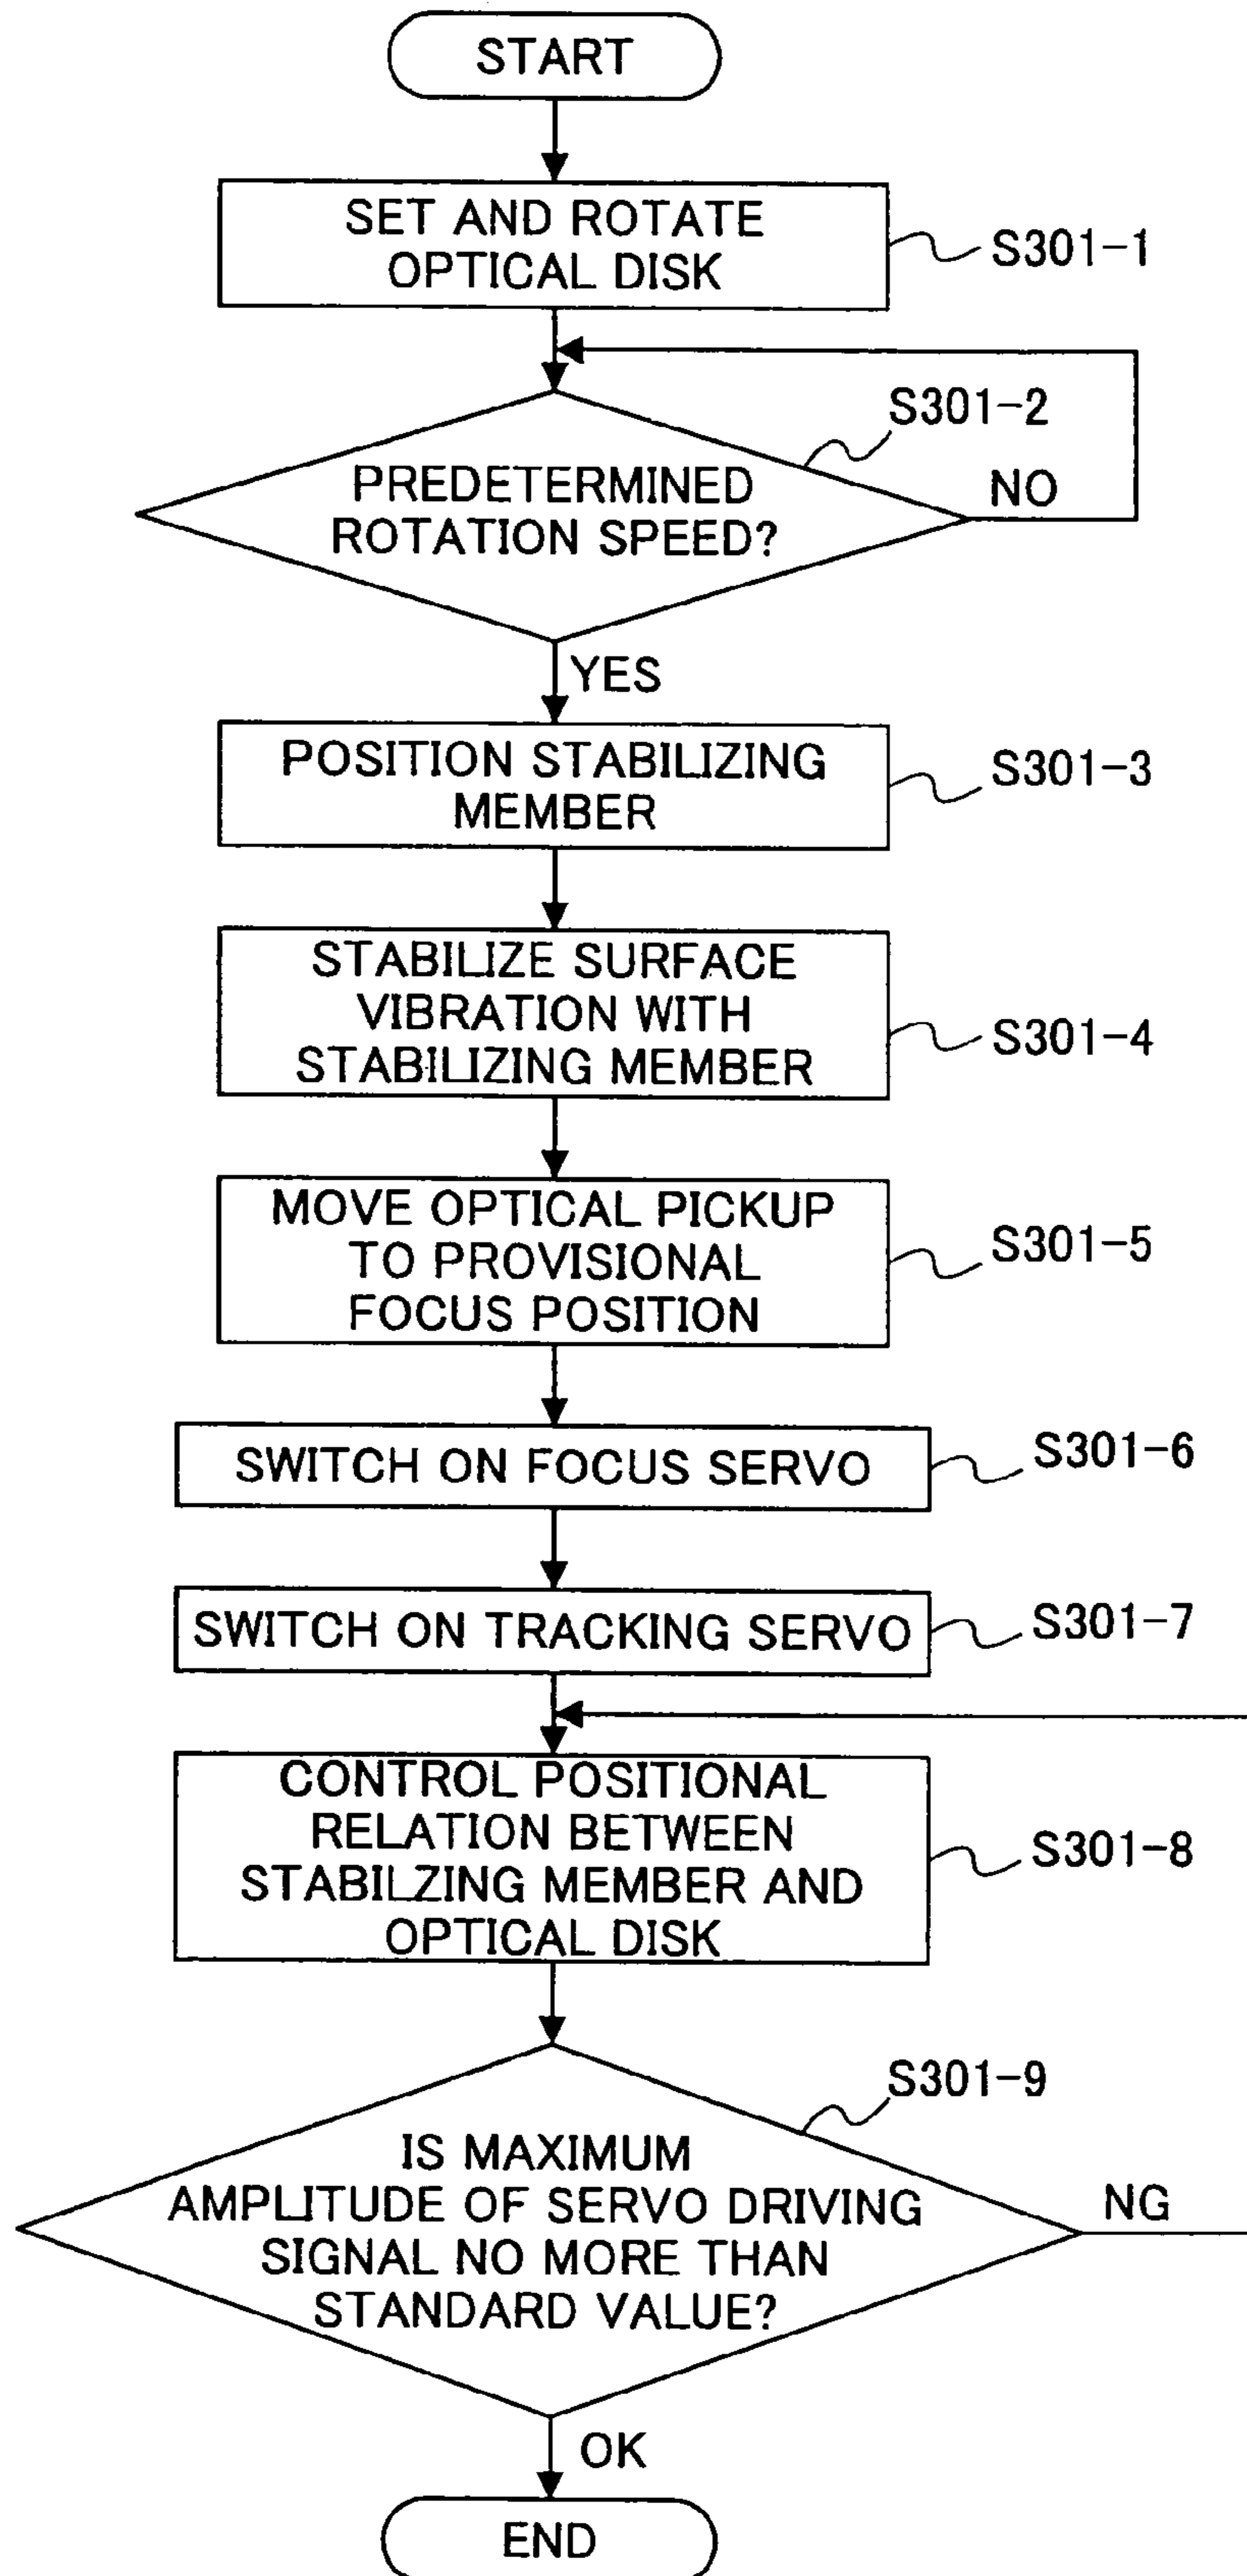 START
SET AND ROTATE
OPTICAL DISK
S301-1
S301-2
PREDETERMINED
ROTATION SPEED?
NO
YES
POSITION STABILIZING
MEMBER
S301-3
STABILIZE SURFACE
VIBRATION WITH
STABILIZING MEMBER
S301-4
MOVE OPTICAL PICKUP
TO PROVISIONAL
FOCUS POSITION
S301-5
SWITCH ON FOCUS SERVO
S301-6
SWITCH ON TRACKING SERVO
S301-7
CONTROL POSITIONAL
RELATION BETWEEN
STABILZING MEMBER AND
OPTICAL DISK
S301-8
S301-9
IS MAXIMUM
AMPLITUDE OF SERVO DRIVING
SIGNAL NO MORE THAN
STANDARD VALUE?
NG
OK
END